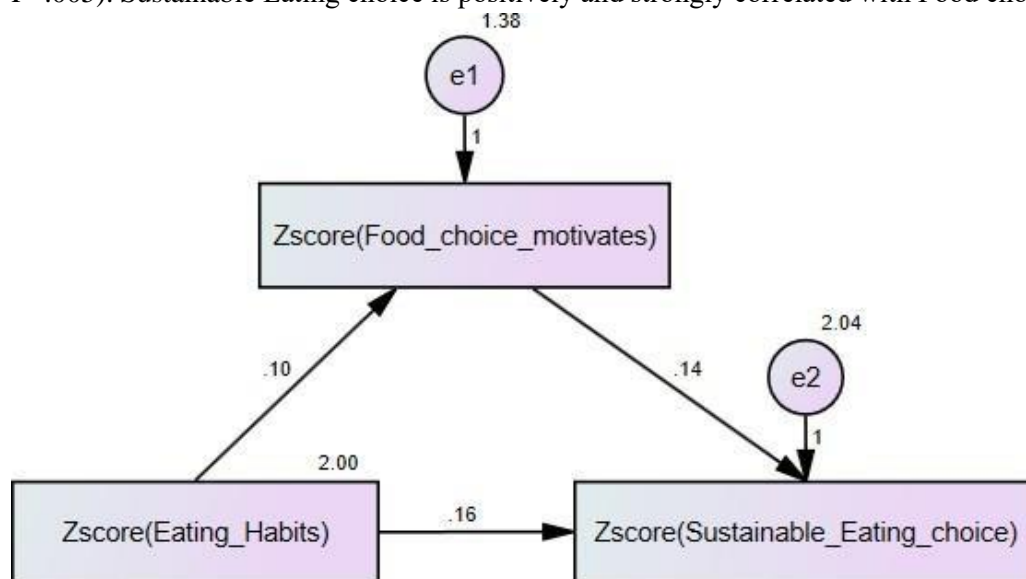 1.38
e1
1
Zscore(Food_choice_motivates)
2.04
.10
.14
e2
1
2.00
Zscore(Eating_Habits)
.16
Zscore(Sustainable_Eating_choice)